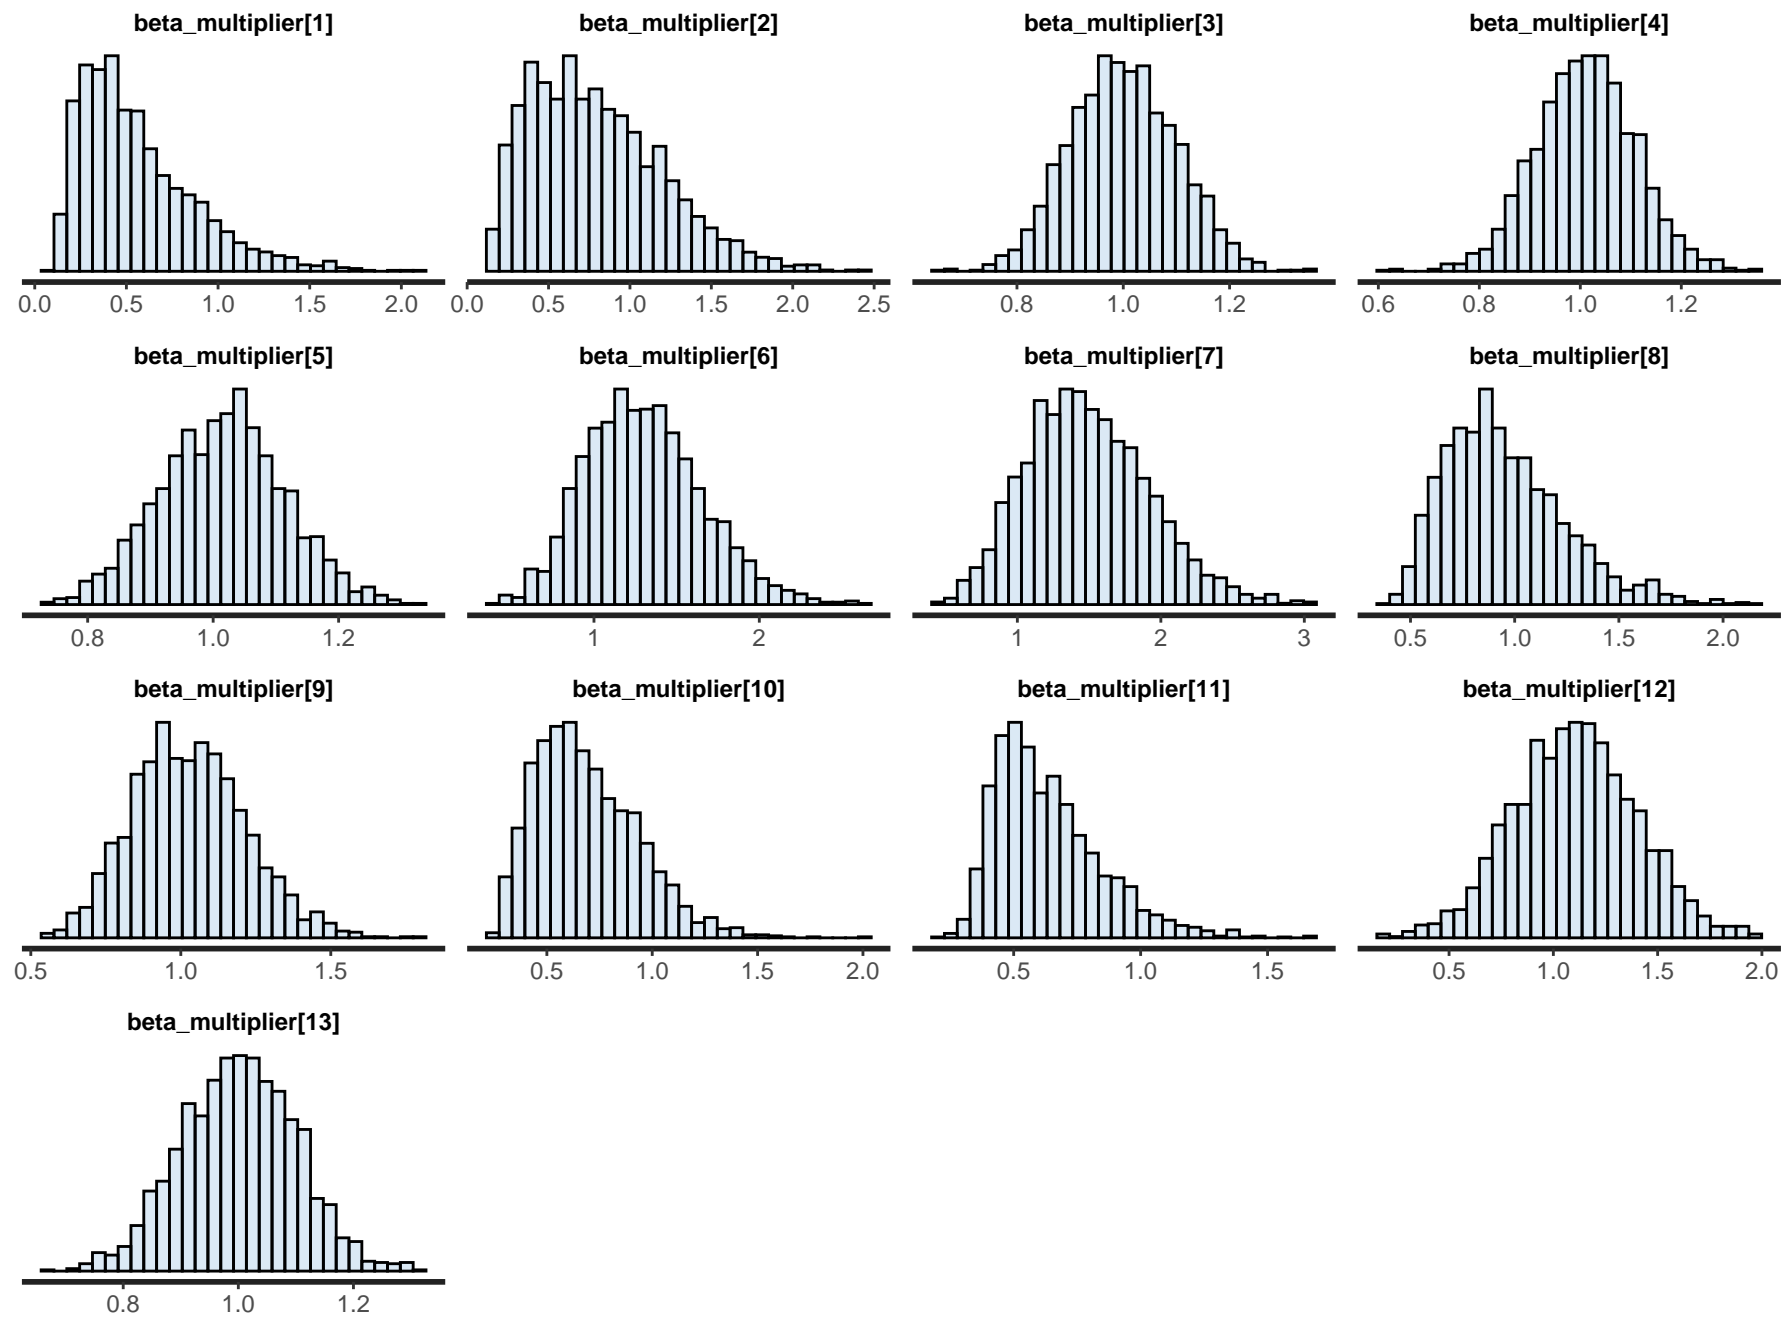 beta_multiplier[1] beta_multiplier[2] beta_multiplier[3] beta_multiplier[4]
0.0 0.5 1.0 1.5 2.0 0.0 0.5 1.0 1.5 2.0 2.5 0.8 1.0 1.2 0.6 0.8 1.0 1.2
beta_multiplier[5] beta_multiplier[6] beta_multiplier[7] beta_multiplier[8]
0.8 1.0 1.2 1 2 1 2 3 0.5 1.0 1.5 2.0
beta_multiplier[9] beta_multiplier[10] beta_multiplier[11] beta_multiplier[12]
0.5 1.0 1.5 0.5 1.0 1.5 2.0 0.5 1.0 1.5 0.5 1.0 1.5 2.0
beta_multiplier[13]
0.8 1.0 1.2